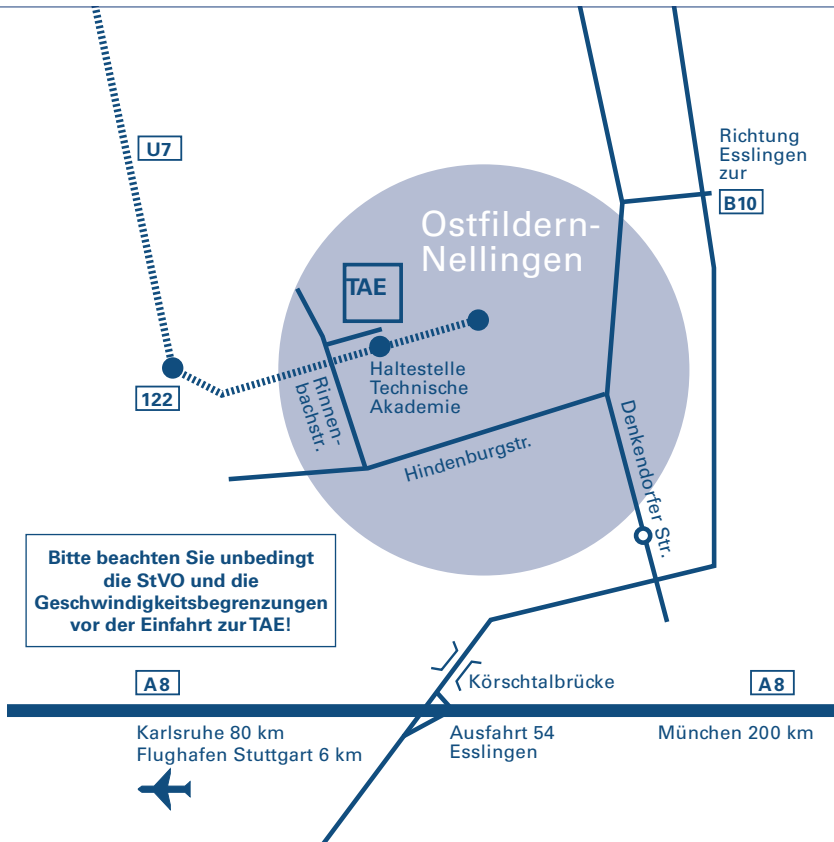 U7
Richtung
Esslingen
zur
B10
Ostfildern-
Nellingen
TAE
Haltestelle
Technische
Akademie
122
Rinnen-
bachstr.
Hindenburgstr.
Denkendorfer Str.
Bitte beachten Sie unbedingt
die StVO und die
Geschwindigkeitsbegrenzungen
vor der Einfahrt zur TAE!
Körschtalbrücke
A8
A8
Karlsruhe 80 km
Flughafen Stuttgart 6 km
Ausfahrt 54
Esslingen
München 200 km